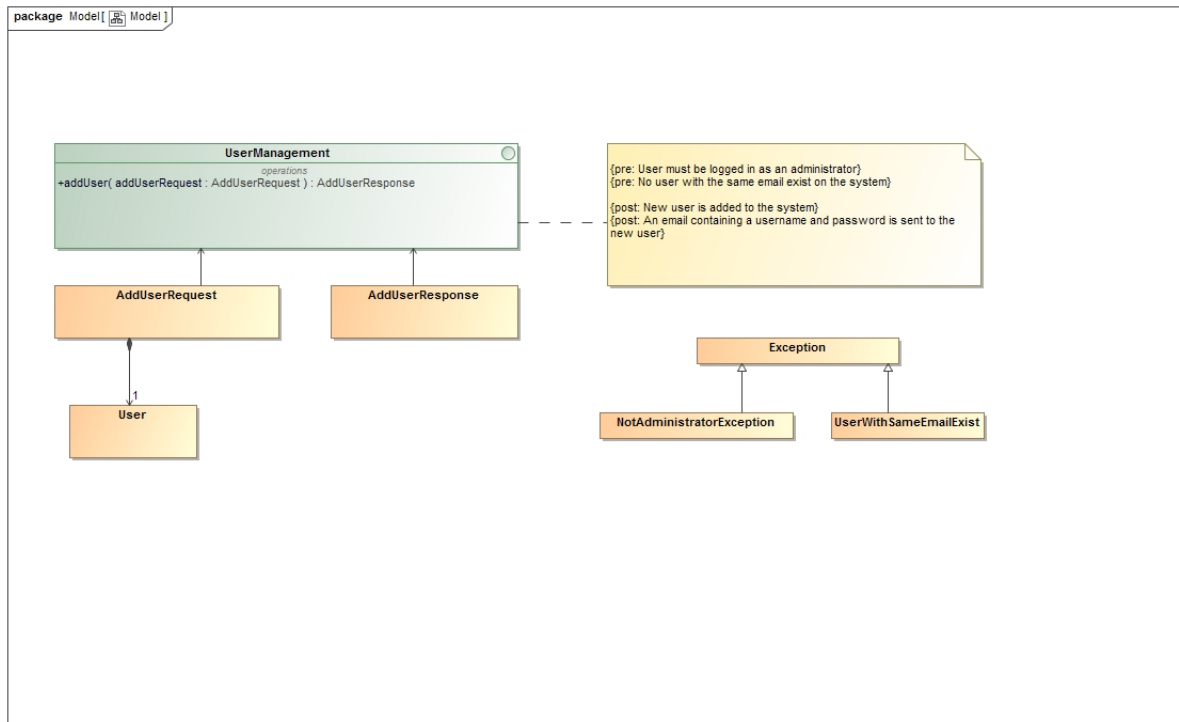 package Model[ Model ]
UserManagement
operations
+addUser( addUserRequest : AddUserRequest ) : AddUserResponse
{pre: User must be logged in as an administrator}
{pre: No user with the same email exist on the system}
{post: New user is added to the system}
{post: An email containing a username and password is sent to the
new user}
AddUserRequest
AddUserResponse
Exception
1
User
NotAdministratorException
UserWithSameEmailExist